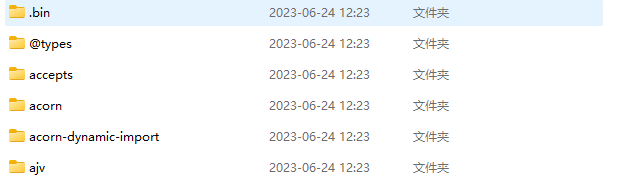 .bin 2023-06-24 12:23 文件夹
@types 2023-06-24 12:23 文件夹
accepts 2023-06-24 12:23 文件夹
acorn 2023-06-24 12:23 文件夹
acorn-dynamic-import 2023-06-24 12:23 文件夹
ajv 2023-06-24 12:23 文件夹